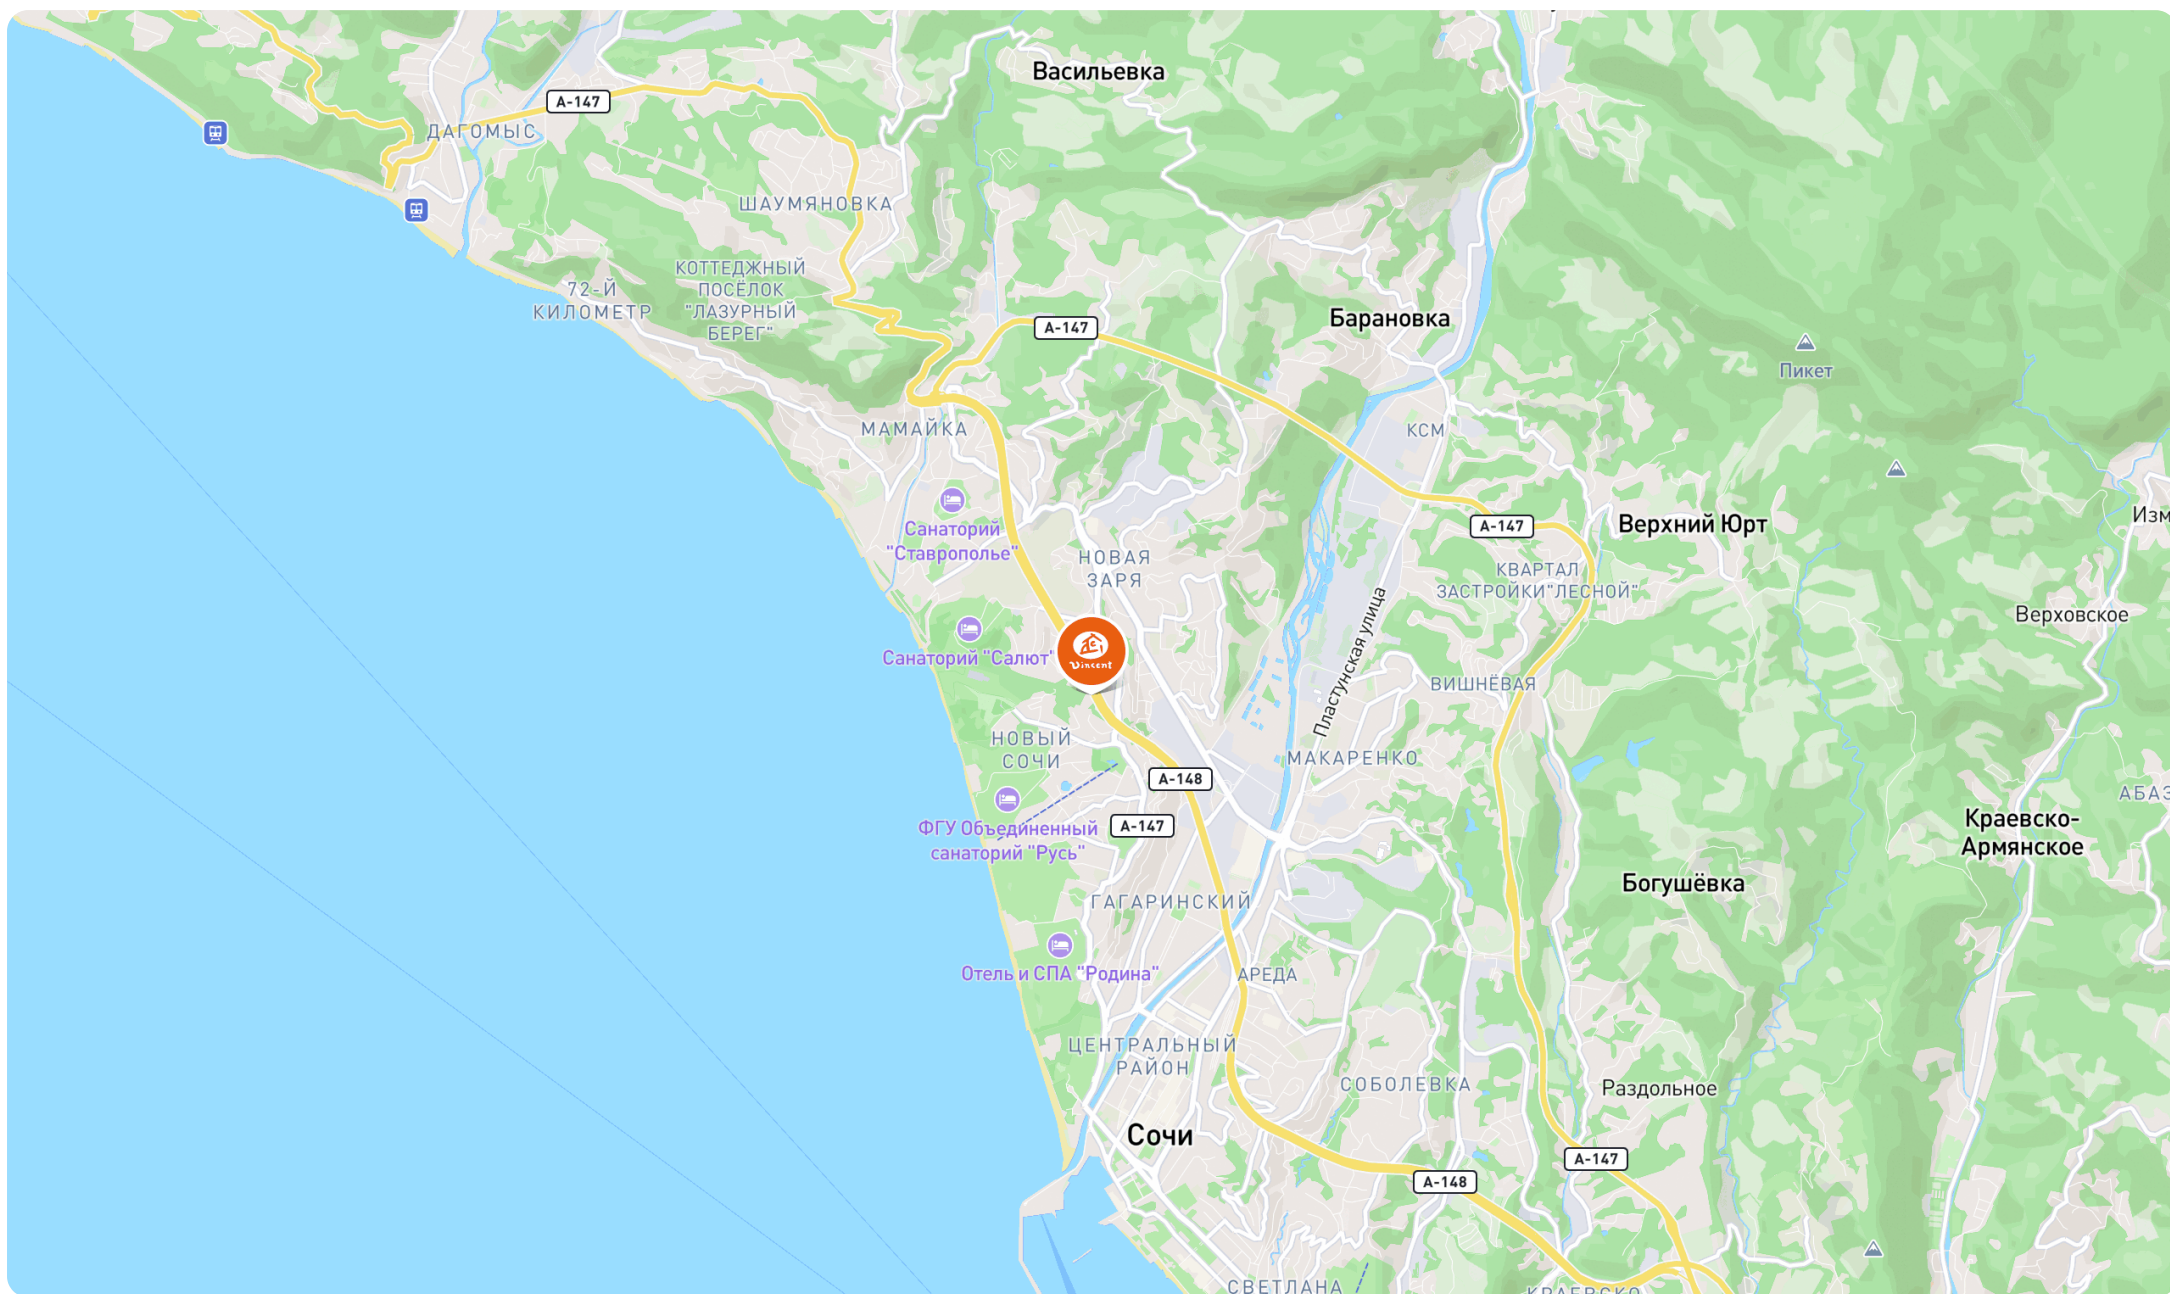 Васильевка
А-147
ДАГОМЫС
ШАУМЯНОВКА
КОТТЕДЖНЫЙ
ПОСЁЛОК
"ЛАЗУРНЫЙ
БЕРЕГ"
72-Й
КИЛОМЕТР
А-147
Барановка
Пикет
МАМАЙКА
КСМ
Санаторий
"Ставрополье"
А-147
Верхний Юрт
Изм
НОВАЯ
ЗАРЯ
КВАРТАЛ
ЗАСТРОЙКИ"ЛЕСНОЙ"
Верховское
Пластунская улица
Санаторий "Салют"
Vincent
ВИШНЁВАЯ
НОВЫЙ
СОЧИ
МАКАРЕНКО
А-148
АБАЗ
ФГУ Объединенный
санаторий "Русь"
А-147
Краевско-
Армянское
Богушёвка
ГАГАРИНСКИЙ
Отель и СПА "Родина"
АРЕДА
ЦЕНТРАЛЬНЫЙ
РАЙОН
СОБОЛЕВКА
Раздольное
Сочи
А-147
А-148
СВЕТЛАНА
КРАЕВСКО